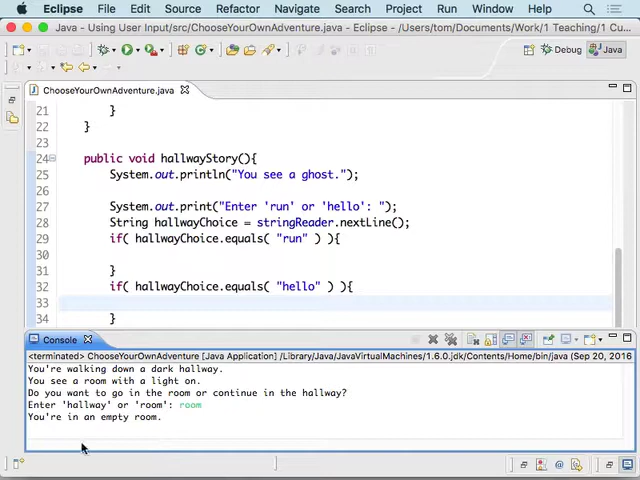 Eclipse File Edit Source Refactor Navigate Search Project Run Window Help
Java - Using User Input/src/ChooseYourOwnAdventure.java - Eclipse - /Users/tom/Documents/Work/1 Teaching/1 Cu...
Debug Java
ChooseYourOwnAdventure.java
21 }
22 }
23
24 public void hallwayStory(){
25 System.out.println("You see a ghost.");
26
27 System.out.print("Enter 'run' or 'hello': ");
28 String hallwayChoice = stringReader.nextLine();
29 if( hallwayChoice.equals( "run" ) ){
30
31 }
32 if( hallwayChoice.equals( "hello" ) ){
33
34 }
Console
<terminated> ChooseYourOwnAdventure [Java Application] /Library/Java/JavaVirtualMachines/1.6.0.jdk/Contents/Home/bin/java (Sep 20, 2016
You're walking down a dark hallway.
You see a room with a light on.
Do you want to go in the room or continue in the hallway?
Enter 'hallway' or 'room': room
You're in an empty room.